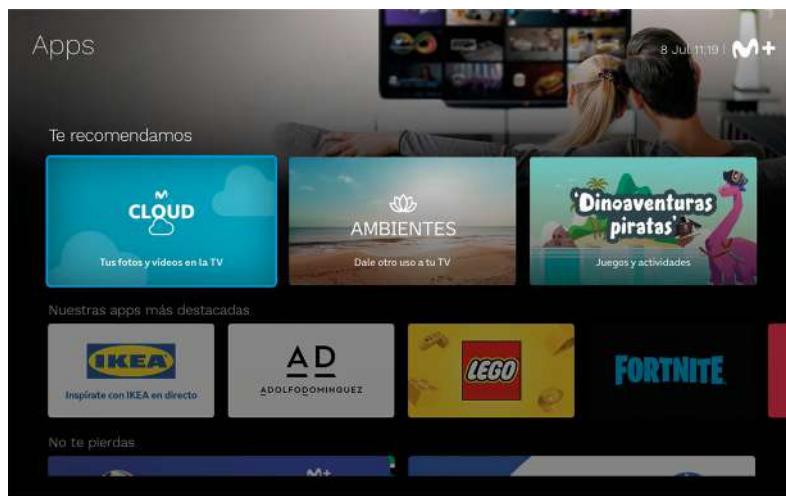 Apps
8 Jul 11:19 | M+
Te recomendamos
CLOUD
Tus fotos y vídeos en la TV
AMBIENTES
Dale otro uso a tu TV
'Dinoaventuras
piratas'
Juegos y actividades
Nuestras apps más destacadas
IKEA
Inspírate con IKEA en directo
AD
ADOLFODOMINGUEZ
LEGO
FORTNITE
No te pierdas
M+